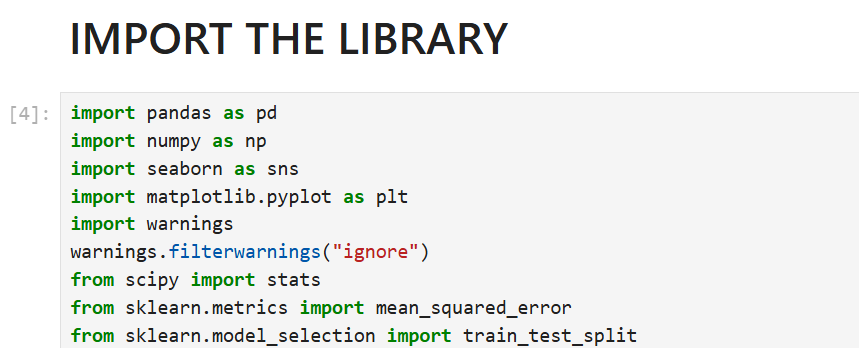 IMPORT THE LIBRARY
[4]:
import pandas as pd
import numpy as np
import seaborn as sns
import matplotlib.pyplot as plt
import warnings
warnings.filterwarnings("ignore")
from scipy import stats
from sklearn.metrics import mean_squared_error
from sklearn.model_selection import train_test_split